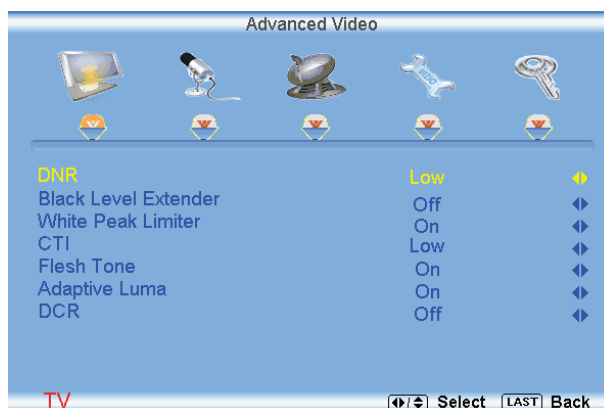 Advanced Video
DNR Low
Black Level Extender Off
White Peak Limiter On
CTI Low
Flesh Tone On
Adaptive Luma On
DCR Off
TV Select LAST Back